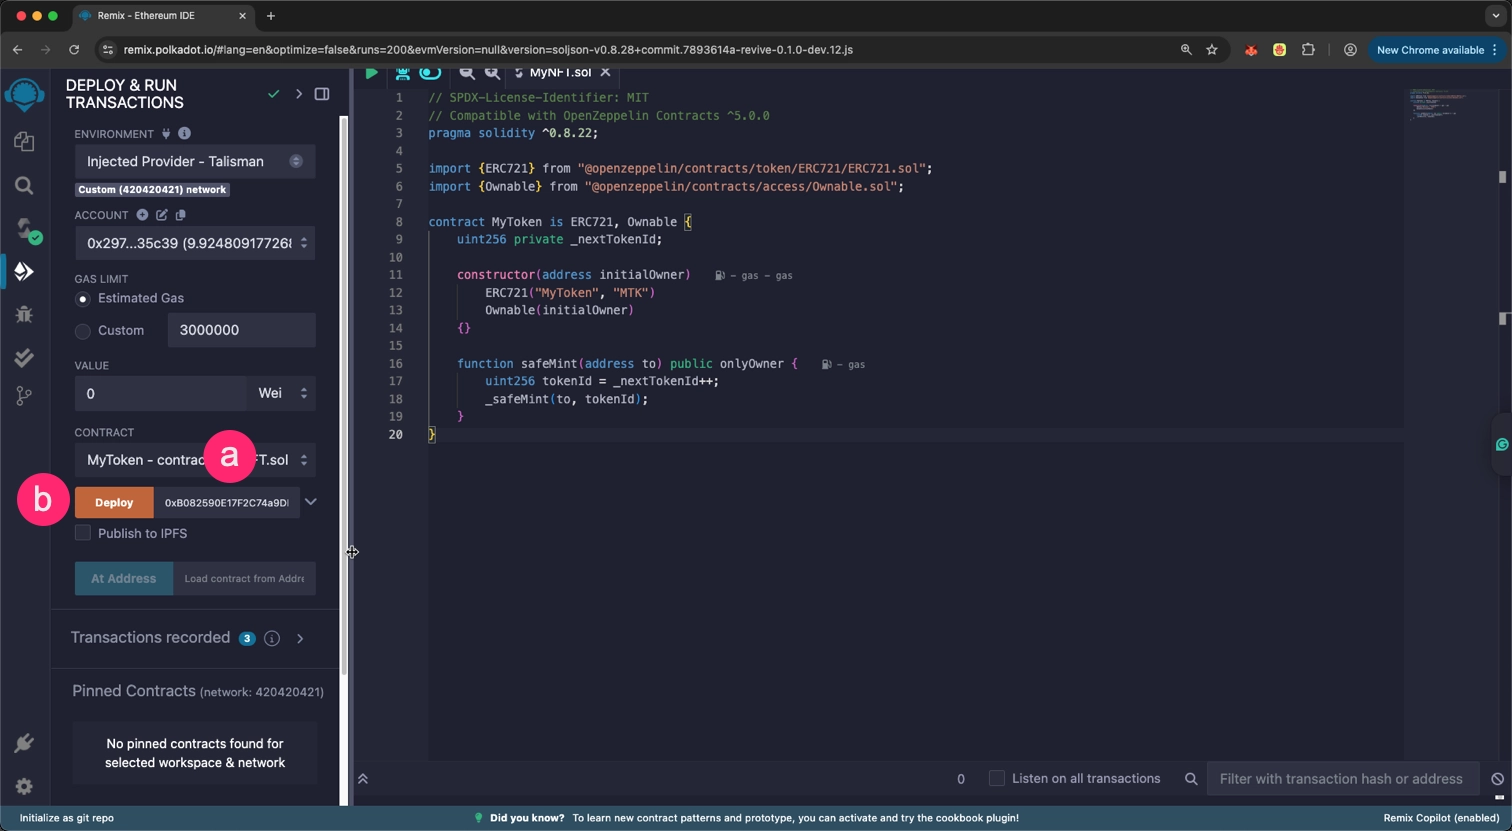 Remix - Ethereum IDE
remix.polkadot.io/#lang=en&optimize=false&runs=200&evmVersion=null&version=soljson-v0.8.28+commit.7893614a-revive-0.1.0-dev.12.js
New Chrome available
DEPLOY & RUN
TRANSACTIONS
ENVIRONMENT
Injected Provider - Talisman
Custom (420420421) network
ACCOUNT
0x297...35c39 (9.92480917726
GAS LIMIT
Estimated Gas
Custom
3000000
VALUE
0
Wei
CONTRACT
MyToken - contrac FT.sol
a
b
Deploy
0xB082590E17F2C74a9D
Publish to IPFS
At Address
Load contract from Addre
Transactions recorded 3
Pinned Contracts (network: 420420421)
No pinned contracts found for
selected workspace & network
MyNFT.sol
1 // SPDX-License-Identifier: MIT
2 // Compatible with OpenZeppelin Contracts ^5.0.0
3 pragma solidity ^0.8.22;
4
5 import {ERC721} from "@openzeppelin/contracts/token/ERC721/ERC721.sol";
6 import {Ownable} from "@openzeppelin/contracts/access/Ownable.sol";
7
8 contract MyToken is ERC721, Ownable {
9 uint256 private _nextTokenId;
10
11 constructor(address initialOwner) - gas - gas
12 ERC721("MyToken", "MTK")
13 Ownable(initialOwner)
14 {}
15
16 function safeMint(address to) public onlyOwner { - gas
17 uint256 tokenId = _nextTokenId++;
18 _safeMint(to, tokenId);
19 }
20 }
0
Listen on all transactions
Filter with transaction hash or address
Initialize as git repo
Did you know? To learn new contract patterns and prototype, you can activate and try the cookbook plugin!
Remix Copilot (enabled)